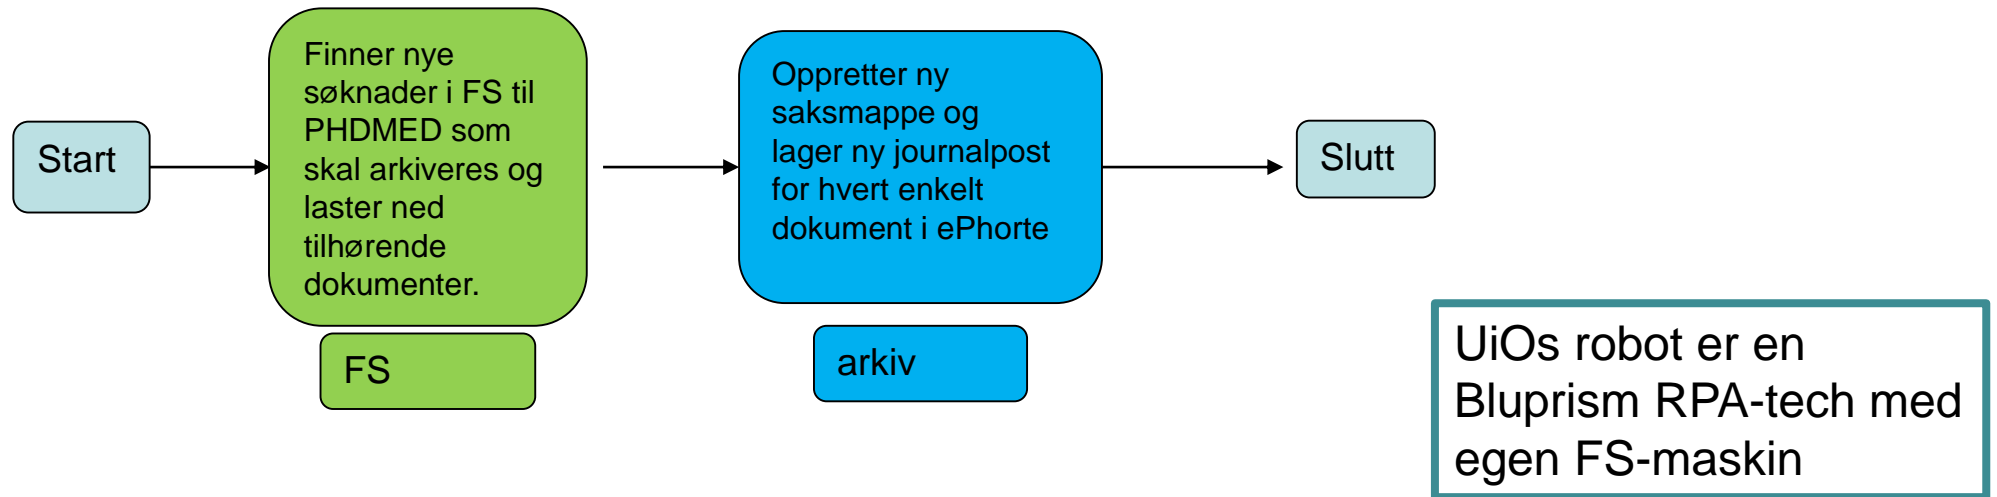 Start
Finner nye
søknader i FS til
PHDMED som
skal arkiveres og
laster ned
tilhørende
dokumenter.
FS
Oppretter ny
saksmappe og
lager ny journalpost
for hvert enkelt
dokument i ePhorte
arkiv
Slutt
UiOs robot er en
Bluprism RPA-tech med
egen FS-maskin